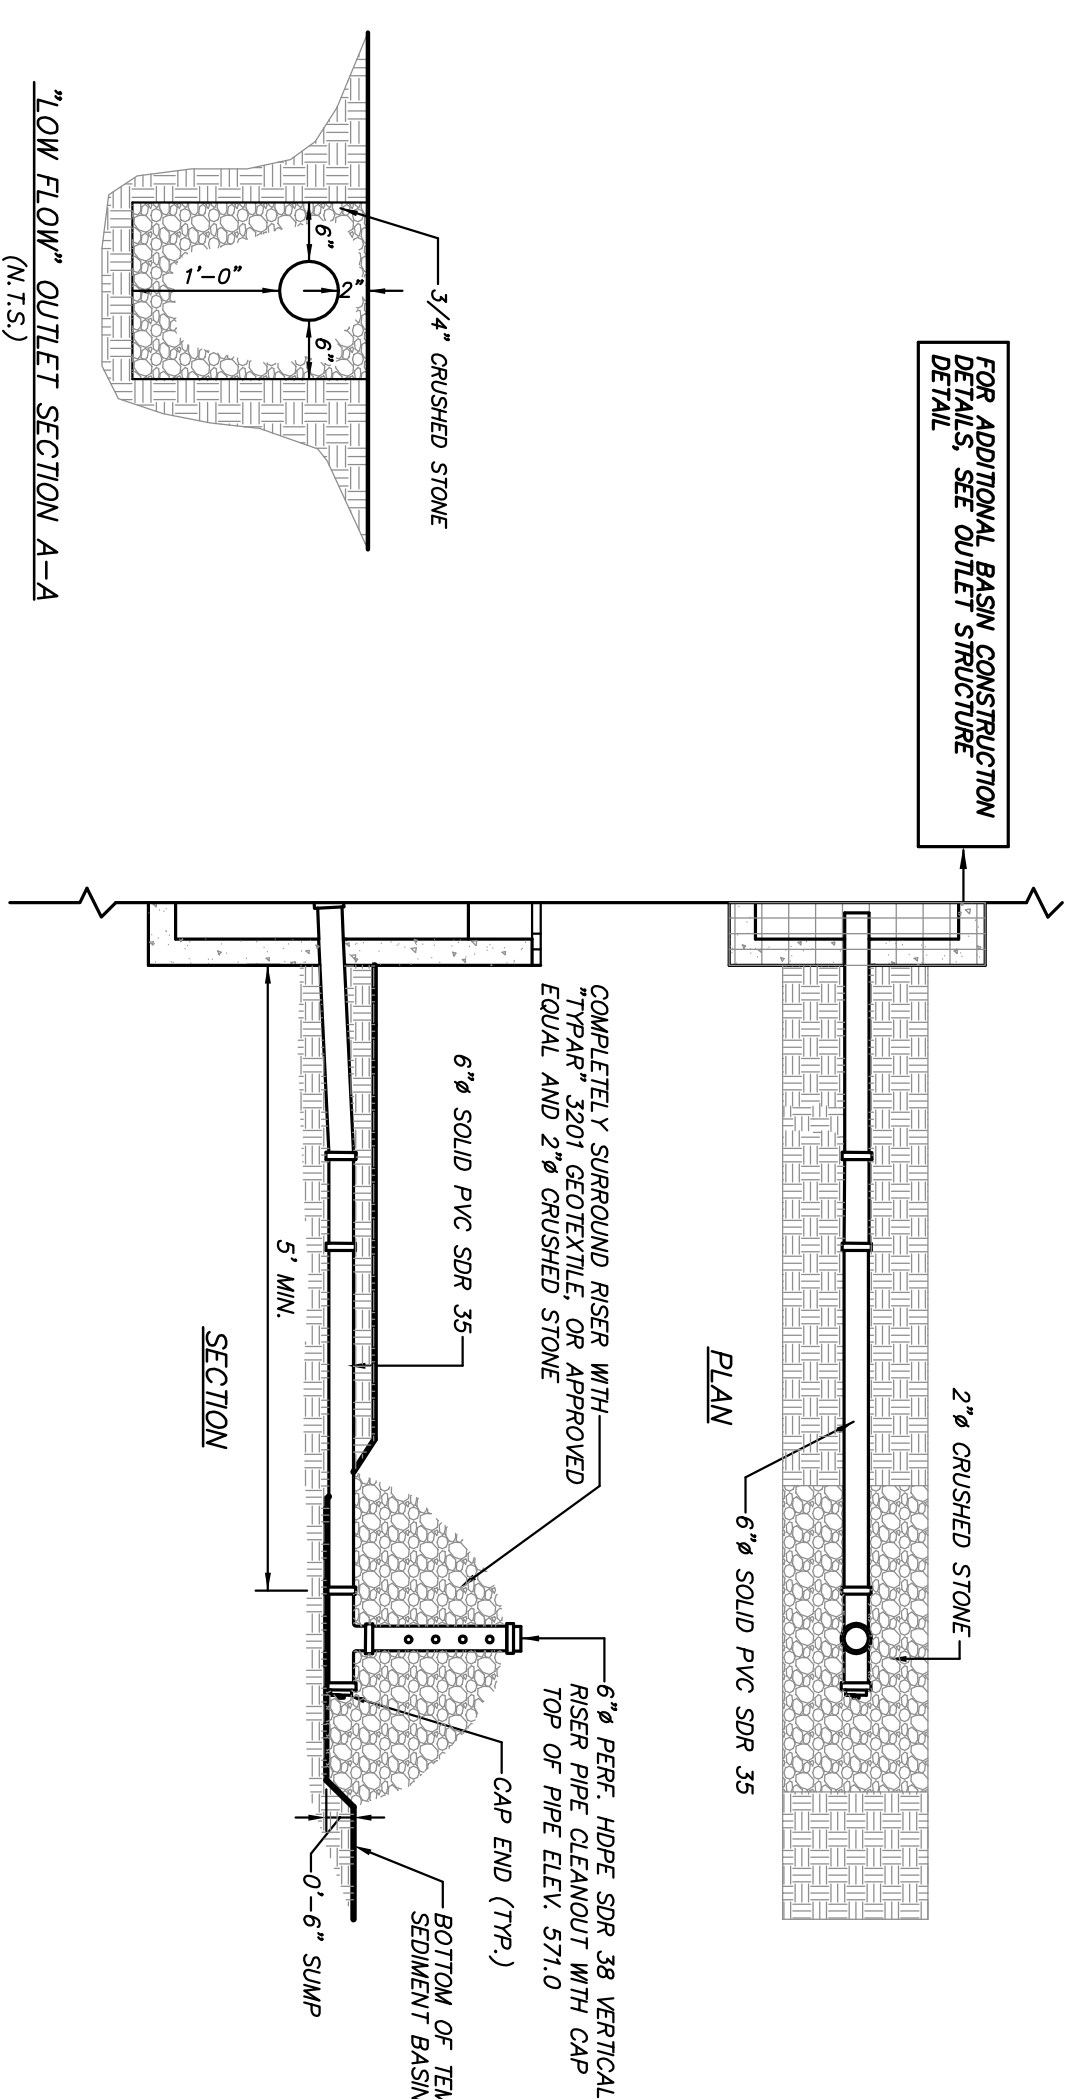 FOR ADDITIONAL BASIN CONSTRUCTION
DETAILS, SEE OUTLET STRUCTURE
DETAIL
2"ø CRUSHED STONE
6"ø SOLID PVC SDR 35
PLAN
COMPLETELY SURROUND RISER WITH
"TYPAR" 3201 GEOTEXTILE, OR APPROVED
EQUAL AND 2"ø CRUSHED STONE
6"ø PERF. HDPE SDR 38 VERTICAL
RISER PIPE CLEANOUT WITH CAP
TOP OF PIPE ELEV. 571.0
6"ø SOLID PVC SDR 35
CAP END (TYP.)
BOTTOM OF
SEDIMENT BASIN
5' MIN.
0'-6" SUMP
SECTION
3/4" CRUSHED STONE
6"
2"
6"
1'-0"
"LOW FLOW" OUTLET SECTION A-A
(N.T.S.)